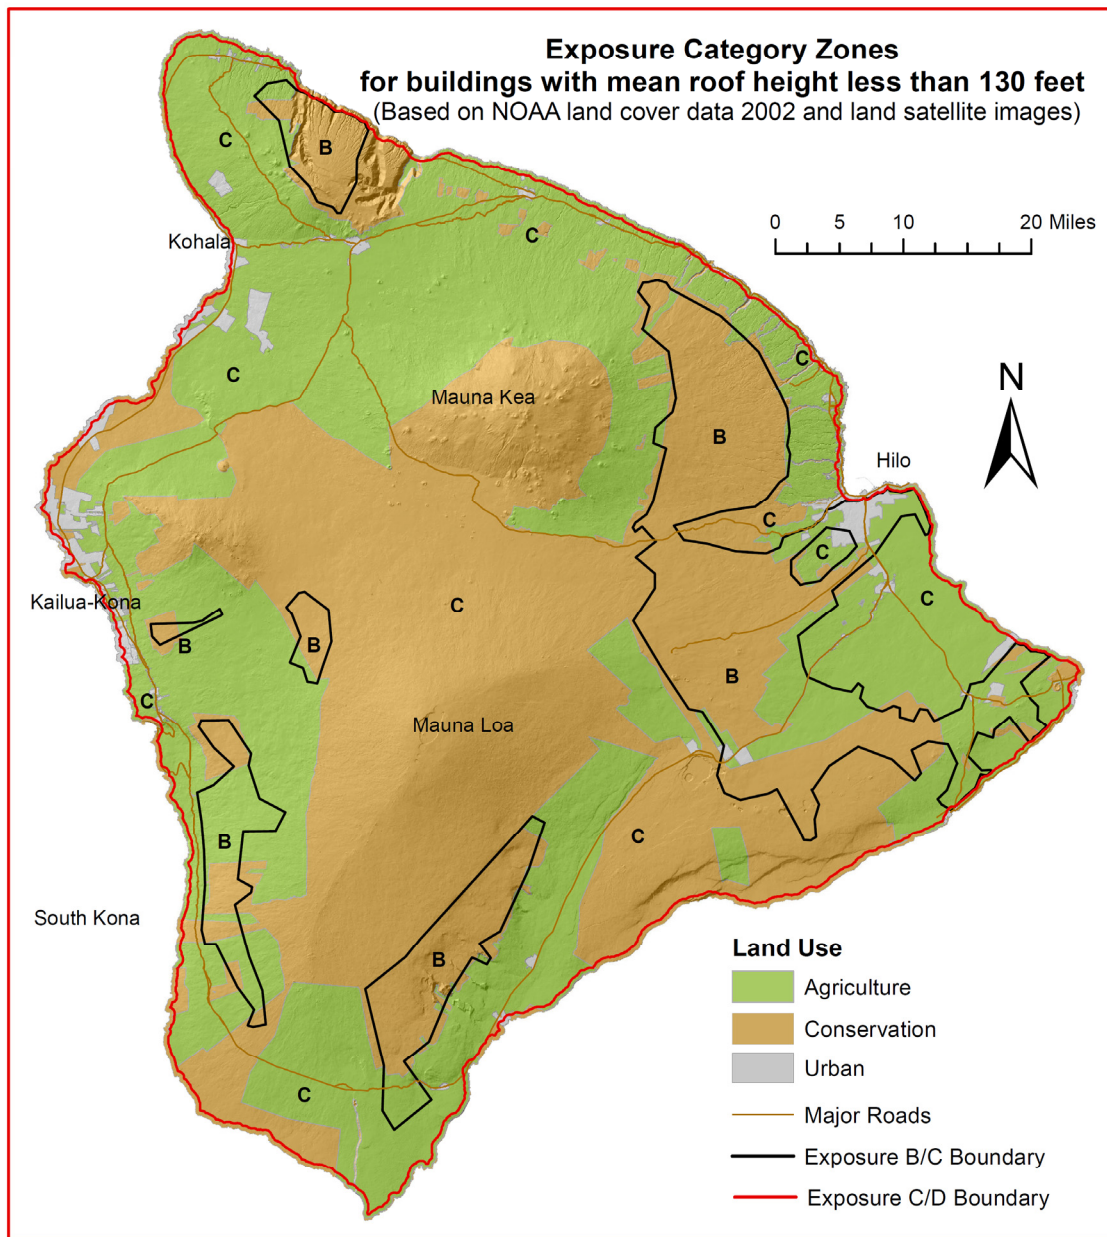 Exposure Category Zones
for buildings with mean roof height less than 130 feet
(Based on NOAA land cover data 2002 and land satellite images)
B
C
0 5 10 20 Miles
Kohala
C
C
C
N
Mauna Kea
B
Hilo
C
C
Kailua-Kona
C
C
B
B
B
C
Mauna Loa
C
B
South Kona
B
Land Use
Agriculture
Conservation
Urban
C
Major Roads
Exposure B/C Boundary
Exposure C/D Boundary